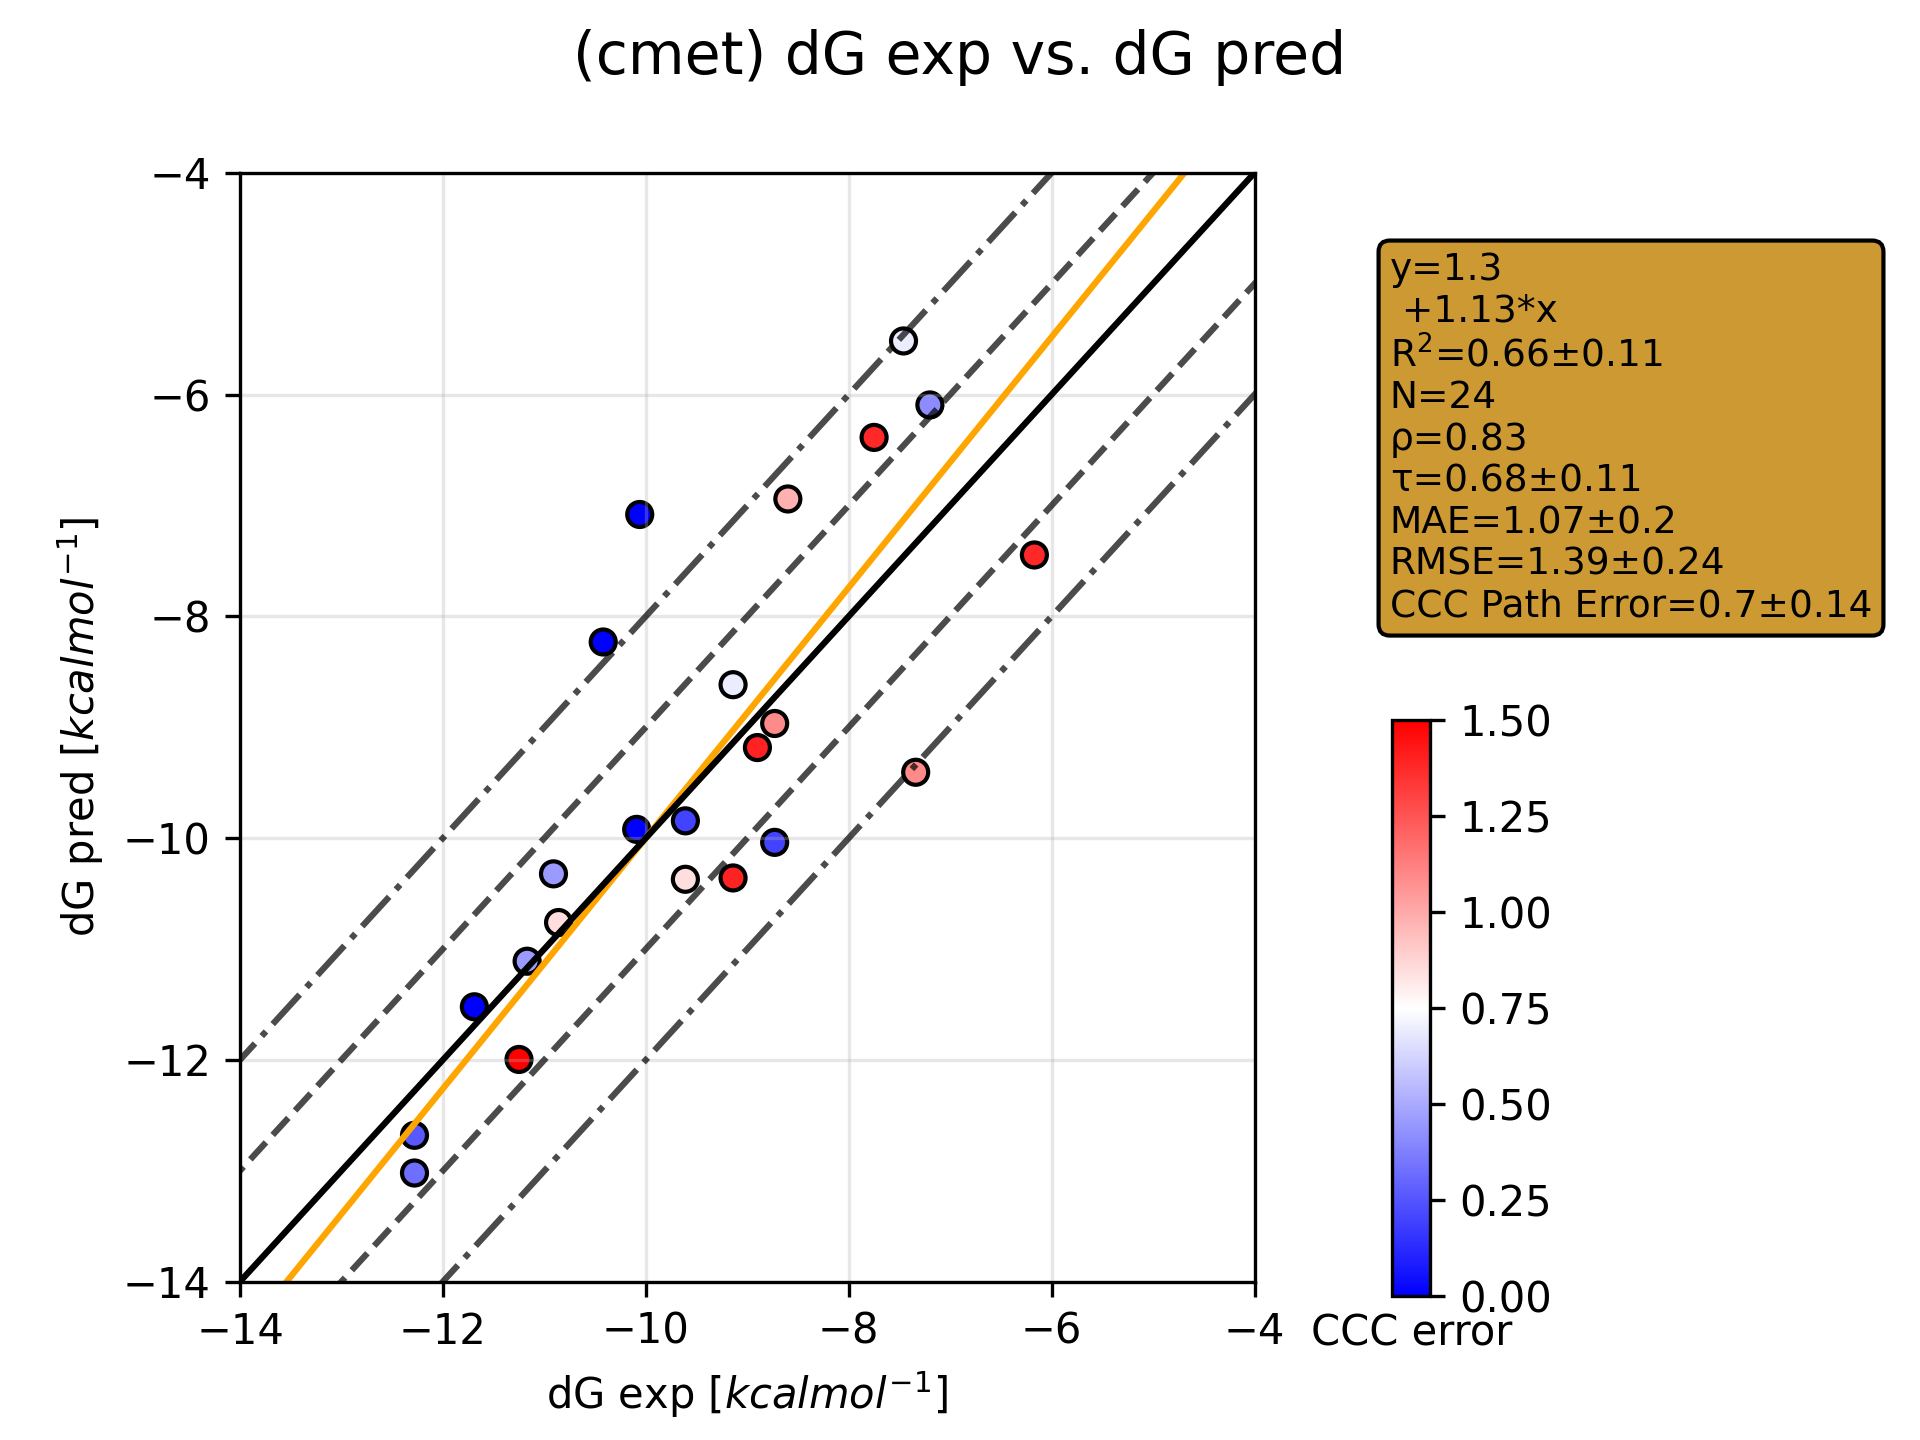 (cmet) dG exp vs. dG pred
−4
−6
−8
−10
−12
−14
dG pred [kcalmol⁻¹]
−14
−12
−10
−8
−6
−4
dG exp [kcalmol⁻¹]
y=1.3
+1.13*x
R²=0.66±0.11
N=24
ρ=0.83
τ=0.68±0.11
MAE=1.07±0.2
RMSE=1.39±0.24
CCC Path Error=0.7±0.14
1.50
1.25
1.00
0.75
0.50
0.25
0.00
CCC error